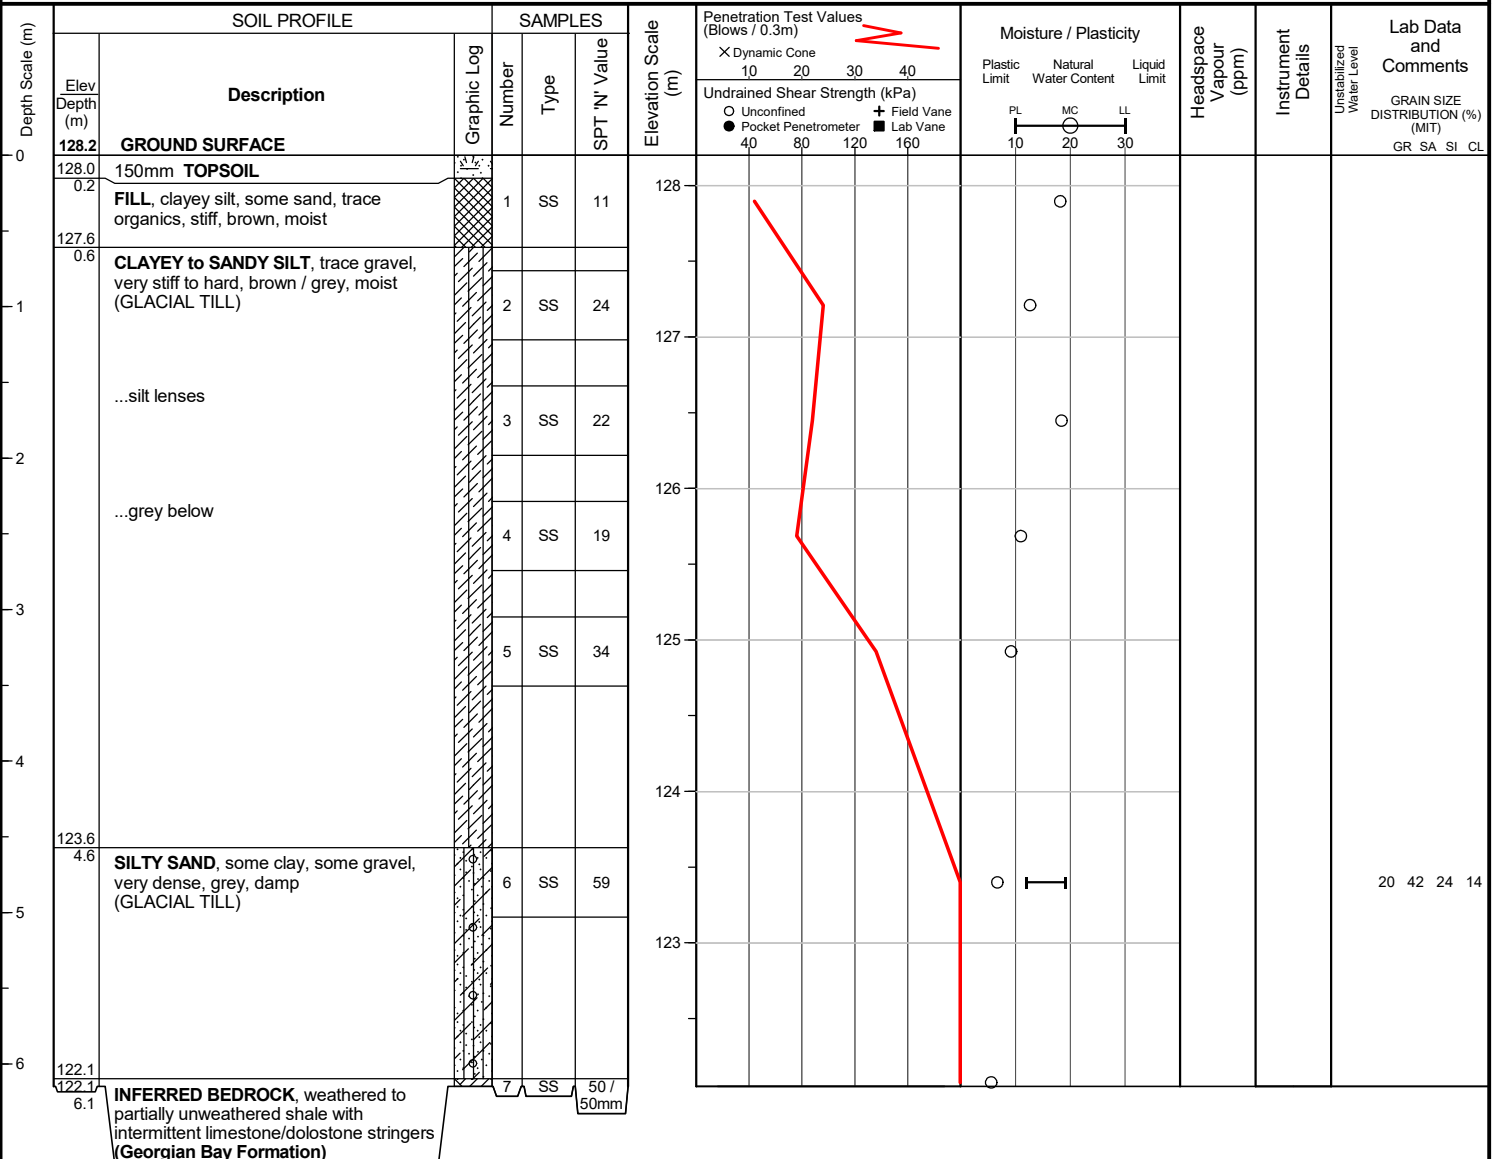 SOIL PROFILE
SAMPLES
Depth Scale (m)
Elev
Depth
(m)
Description
Graphic Log
Number
Type
SPT 'N' Value
Elevation Scale
(m)
Penetration Test Values
(Blows / 0.3m)
× Dynamic Cone
10 20 30 40
Undrained Shear Strength (kPa)
Unconfined
Field Vane
Pocket Penetrometer
Lab Vane
40 80 120 160
Moisture / Plasticity
Plastic
Limit
Natural
Water Content
Liquid
Limit
PL MC LL
10 20 30
Headspace
Vapour
(ppm)
Instrument
Details
Unstabilized
Water Level
Lab Data
and
Comments
GRAIN SIZE
DISTRIBUTION (%)
(MIT)
GR SA SI CL
128.2 GROUND SURFACE
0
128.0 150mm TOPSOIL
0.2
FILL, clayey silt, some sand, trace
organics, stiff, brown, moist
1 SS 11
128
127.6
0.6
CLAYEY to SANDY SILT, trace gravel,
very stiff to hard, brown / grey, moist
(GLACIAL TILL)
1
2 SS 24
127
...silt lenses
3 SS 22
2
126
...grey below
4 SS 19
3
125
5 SS 34
4
124
123.6
4.6
SILTY SAND, some clay, some gravel,
very dense, grey, damp
(GLACIAL TILL)
6 SS 59
20 42 24 14
5
123
6
122.1
122.1
6.1
INFERRED BEDROCK, weathered to
partially unweathered shale with
intermittent limestone/dolostone stringers
(Georgian Bay Formation)
7 SS 50 /
50mm